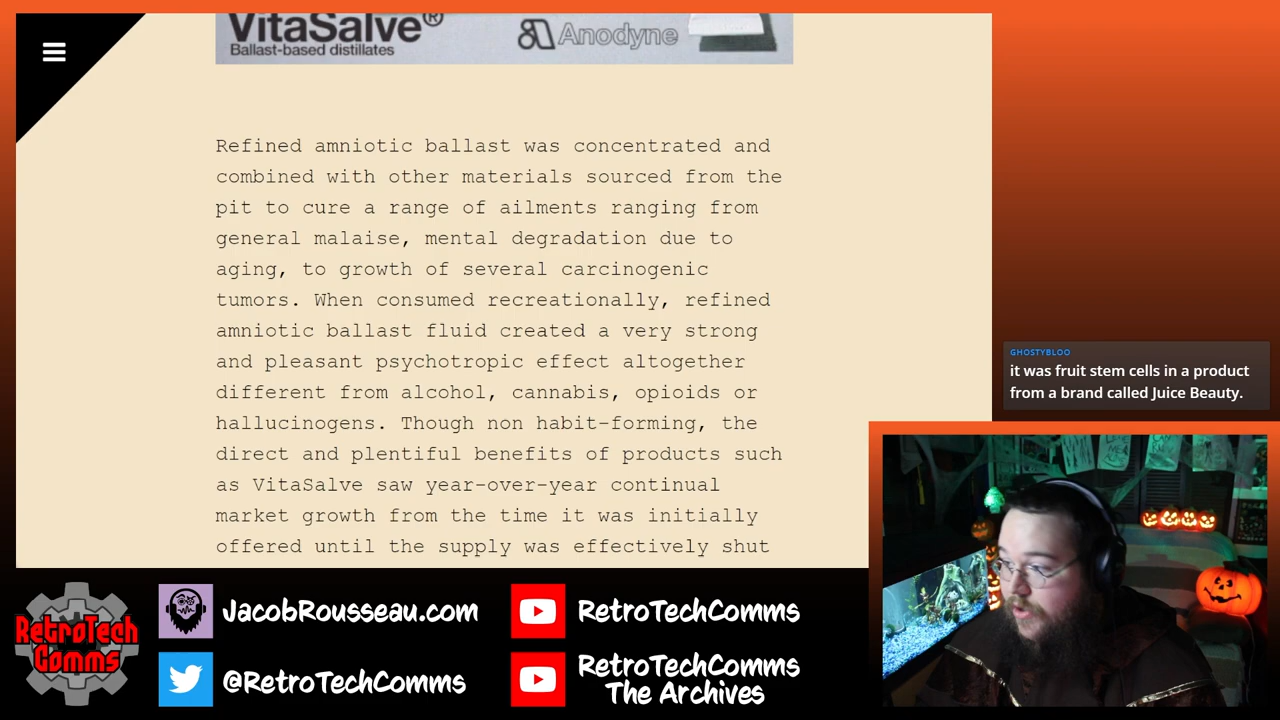 VitaSalve®
Ballast-based distillates
Anodyne
Refined amniotic ballast was concentrated and
combined with other materials sourced from the
pit to cure a range of ailments ranging from
general malaise, mental degradation due to
aging, to growth of several carcinogenic
tumors. When consumed recreationally, refined
amniotic ballast fluid created a very strong
and pleasant psychotropic effect altogether
different from alcohol, cannabis, opioids or
hallucinogens. Though non habit-forming, the
direct and plentiful benefits of products such
as VitaSalve saw year-over-year continual
market growth from the time it was initially
offered until the supply was effectively shut
GHOSTYBLOO
it was fruit stem cells in a product
from a brand called Juice Beauty.
RetroTech
Comms
JacobRousseau.com
@RetroTechComms
RetroTechComms
RetroTechComms
The Archives